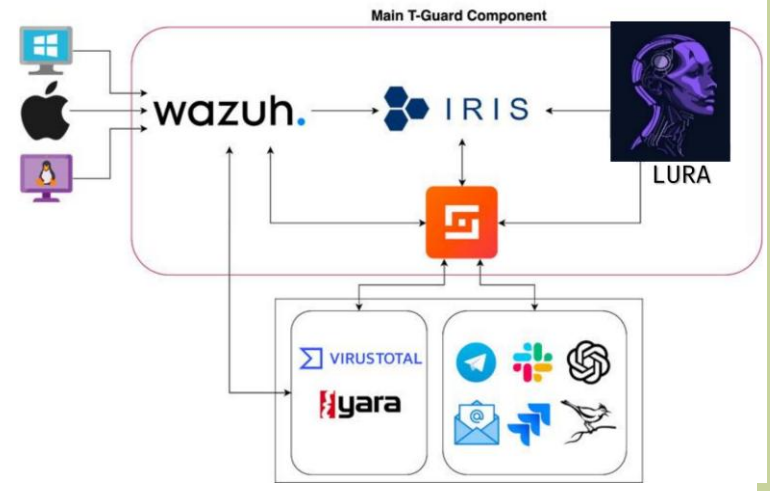 Main T-Guard Component
wazuh.
IRIS
LURA
VIRUSTOTAL
yara